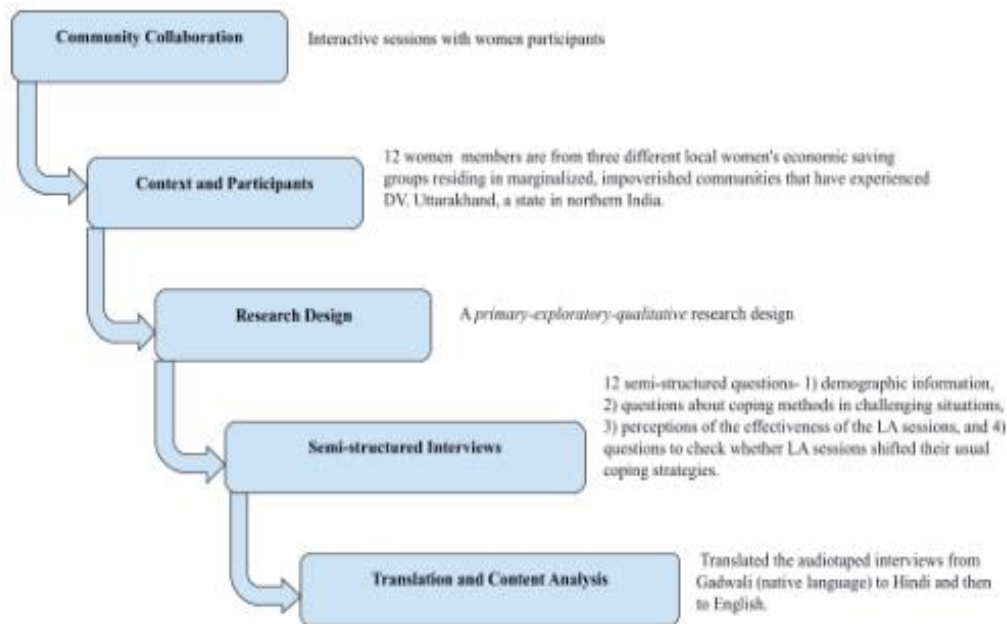 Community Collaboration
Interactive sessions with women participants
Context and Participants
12 women members are from three different local women's economic saving
groups residing in marginalized, impoverished communities that have experienced
DV. Uttarakhand, a state in northern India.
Research Design
A primary-exploratory-qualitative research design
Semi-structured Interviews
12 semi-structured questions- 1) demographic information,
2) questions about coping methods in challenging situations,
3) perceptions of the effectiveness of the LA sessions, and 4)
questions to check whether LA sessions shifted their usual
coping strategies.
Translation and Content Analysis
Translated the audiotaped interviews from
Gadwali (native language) to Hindi and then
to English.